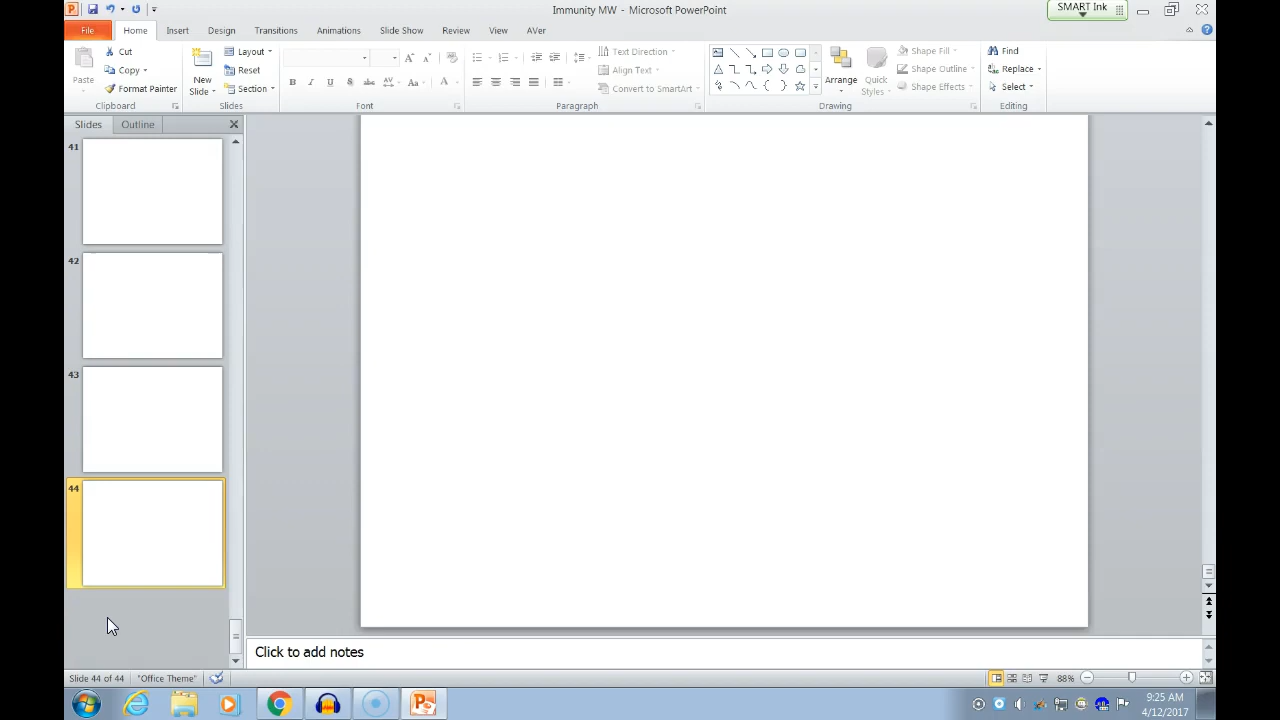 Immunity MW - Microsoft PowerPoint
SMART Ink
File
Home
Insert
Design
Transitions
Animations
Slide Show
Review
View
AVer
Paste
Cut
Copy
Format Painter
Clipboard
New
Slide
Layout
Reset
Section
Slides
B I U S abc AV Aa A
Font
Text Direction
Align Text
Convert to SmartArt
Paragraph
Arrange
Quick
Styles
Shape Fill
Shape Outline
Shape Effects
Drawing
Find
Replace
Select
Editing
Slides
Outline
41
42
43
44
Click to add notes
Slide 44 of 44
"Office Theme"
88%
9:25 AM
4/12/2017